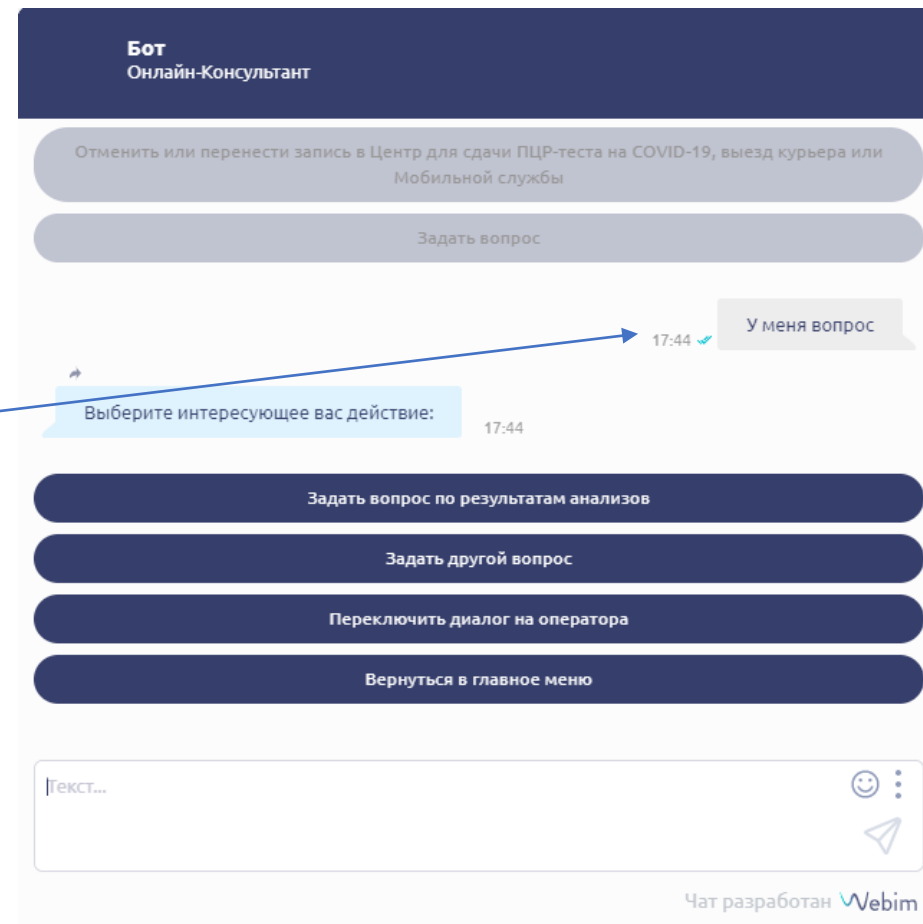 Бот
Онлайн-Консультант
Отменить или перенести запись в Центр для сдачи ПЦР-теста на COVID-19, выезд курьера или
Мобильной службы
Задать вопрос
У меня вопрос
17:44
Выберите интересующее вас действие:
17:44
Задать вопрос по результатам анализов
Задать другой вопрос
Переключить диалог на оператора
Вернуться в главное меню
Текст...
Чат разработан Webim